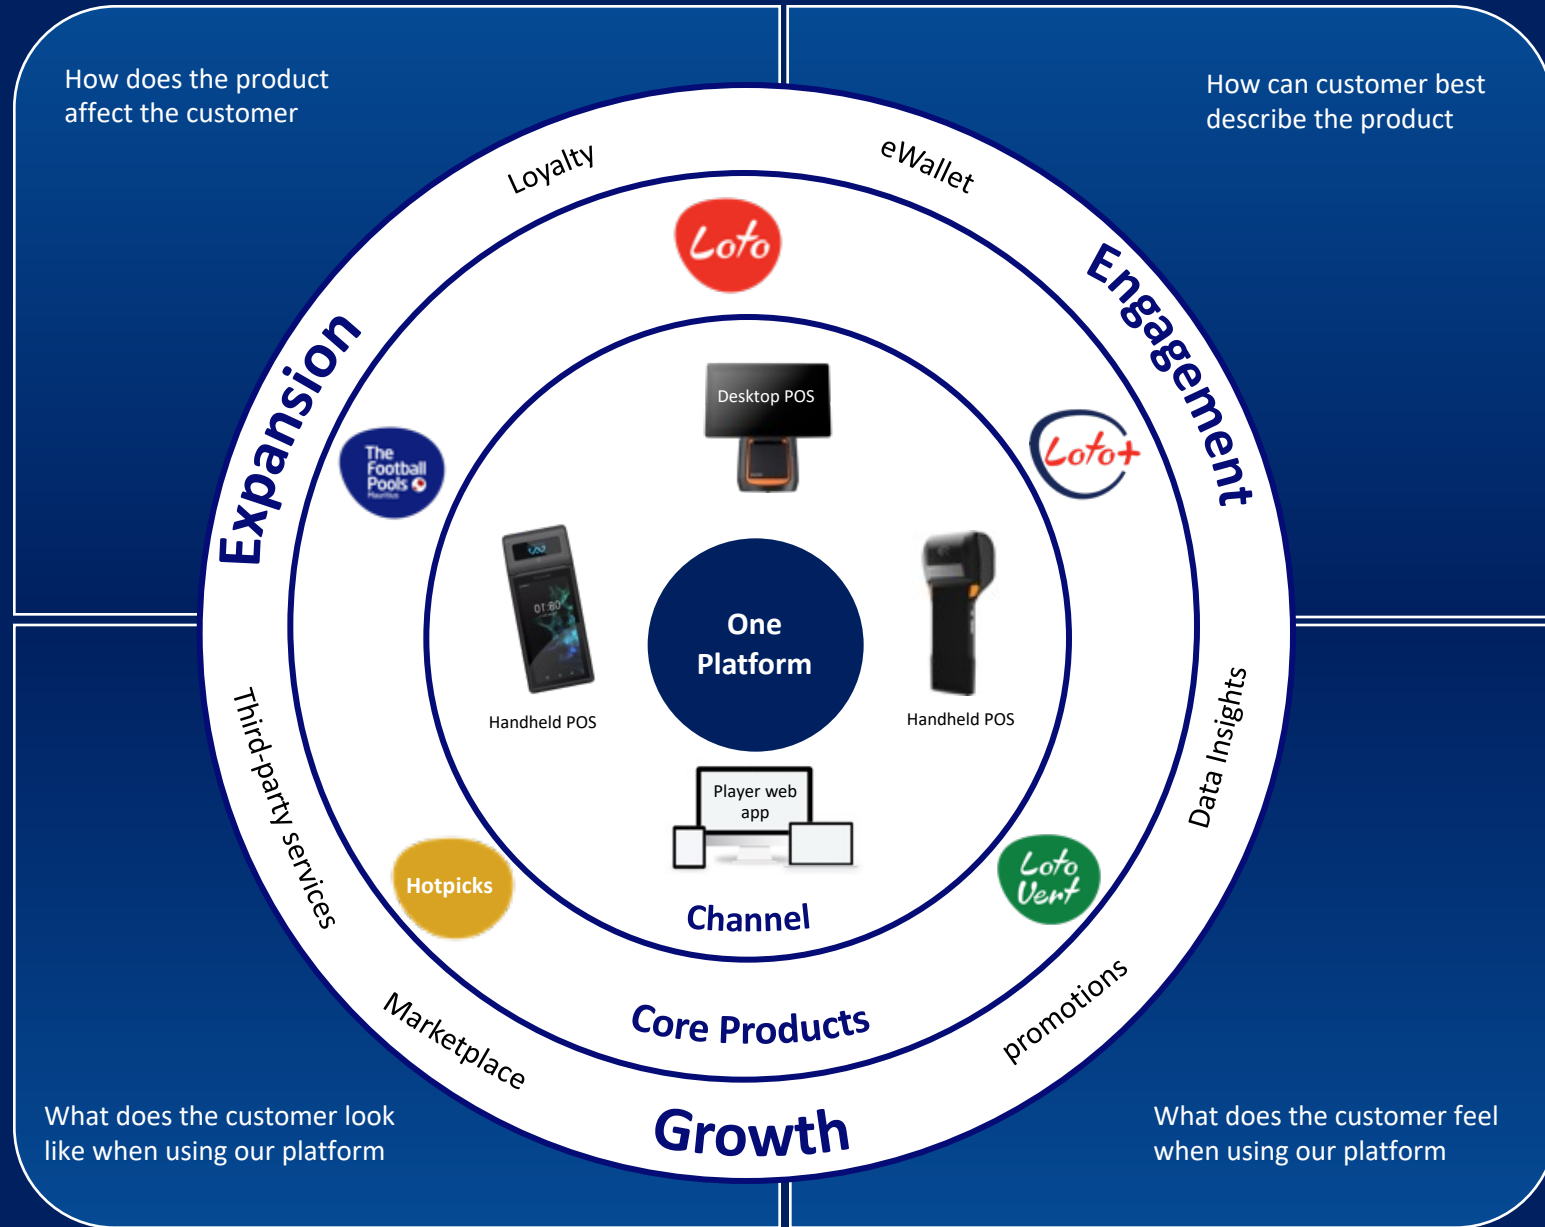 How does the product
affect the customer
How can customer best
describe the product
Loyalty
eWallet
Loto
Engagement
Expansion
Desktop POS
The
Football
Pools
Mauritius
Loto+
01:80
One
Platform
Handheld POS
Handheld POS
Third-party services
Data Insights
Player web
app
Hotpicks
Loto
Vert
Channel
Core Products
Marketplace
promotions
Growth
What does the customer look
like when using our platform
What does the customer feel
when using our platform